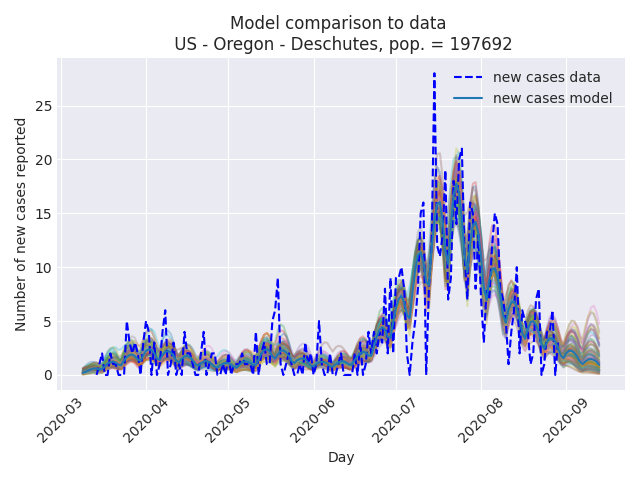 Model comparison to data
US - Oregon - Deschutes, pop. = 197692
new cases data
new cases model
Number of new cases reported
25
20
15
10
5
0
2020-03
2020-04
2020-05
2020-06
2020-07
2020-08
2020-09
Day